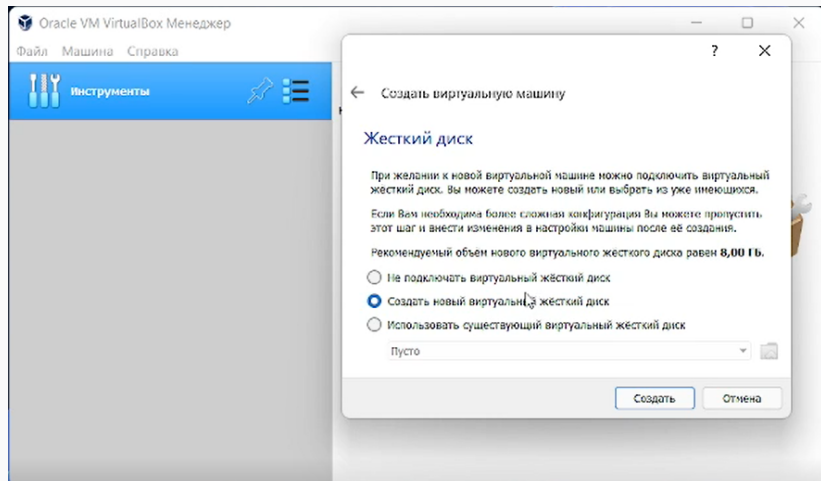 Oracle VM VirtualBox Менеджер
Файл Машина Справка
Инструменты
?
Создать виртуальную машину
Жесткий диск
При желании к новой виртуальной машине можно подключить виртуальный
жесткий диск. Вы можете создать новый или выбрать из уже имеющихся.
Если Вам необходима более сложная конфигурация Вы можете пропустить
этот шаг и внести изменения в настройки машины после её создания.
Рекомендуемый объём нового виртуального жёсткого диска равен 8,00 ГБ.
Не подключать виртуальный жёсткий диск
Создать новый виртуальный жёсткий диск
Использовать существующий виртуальный жёсткий диск
Пусто
Создать Отмена